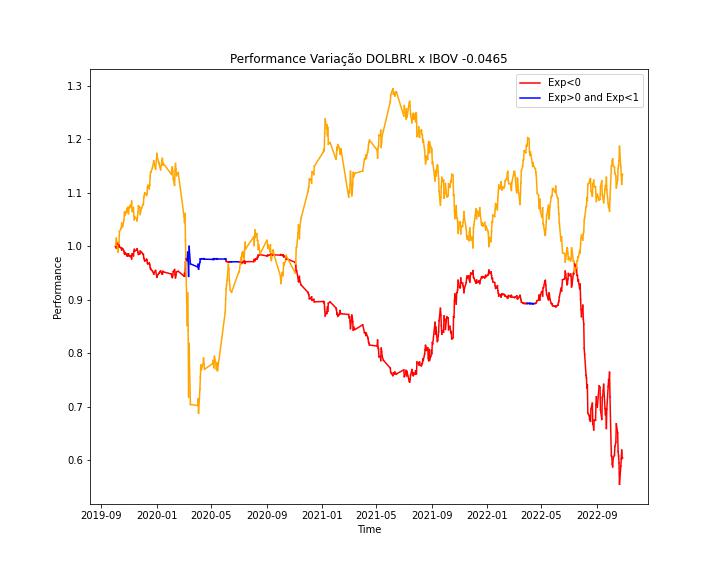 Performance Variação DOLBRL x IBOV -0.0465
Exp<0
Exp>0 and Exp<1
Performance
1.3
1.2
1.1
1.0
0.9
0.8
0.7
0.6
2019-09 2020-01 2020-05 2020-09 2021-01 2021-05 2021-09 2022-01 2022-05 2022-09
Time